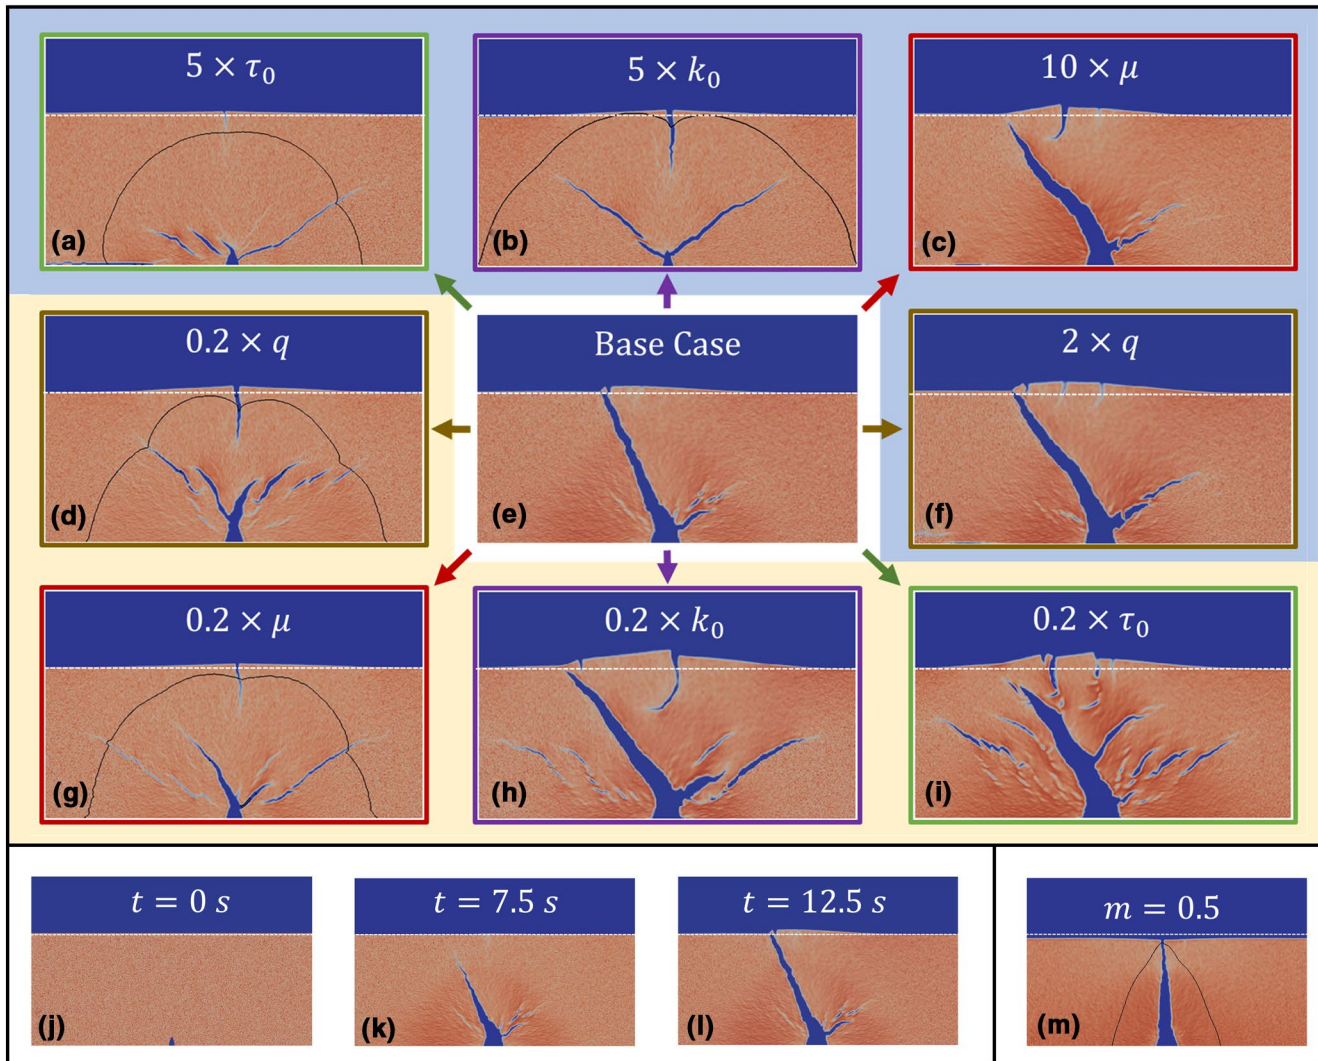 5 × τ₀
(a)
5 × k₀
(b)
10 × μ
(c)
0.2 × q
(d)
Base Case
(e)
2 × q
(f)
0.2 × μ
(g)
0.2 × k₀
(h)
0.2 × τ₀
(i)
t = 0 s
(j)
t = 7.5 s
(k)
t = 12.5 s
(l)
m = 0.5
(m)